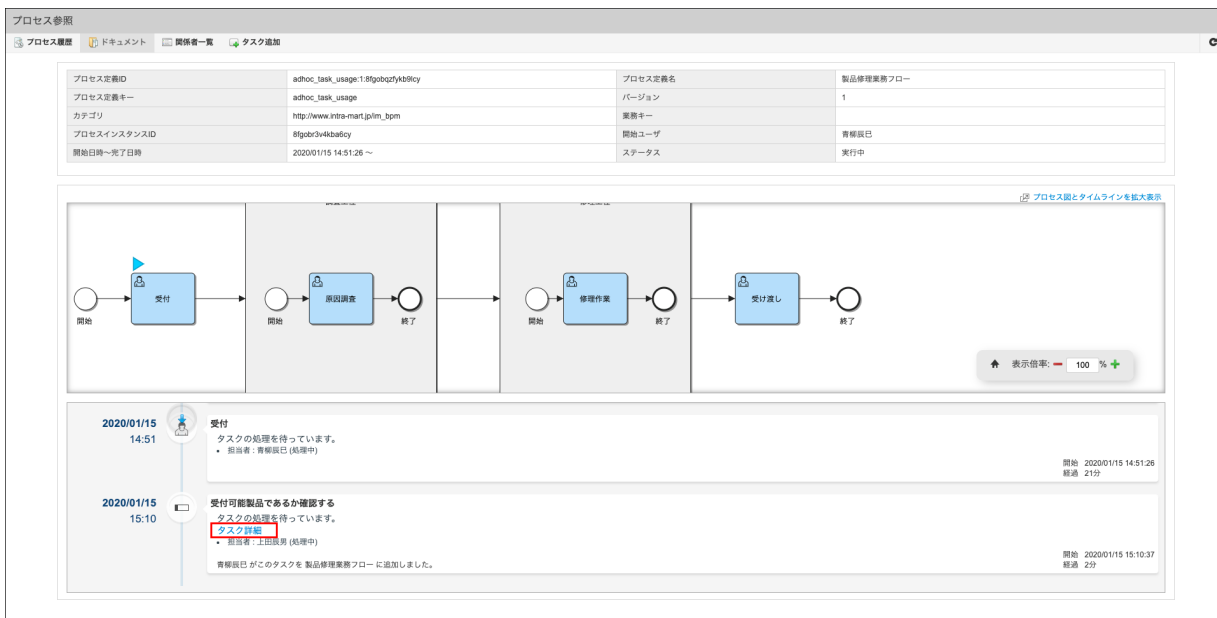 プロセス参照
プロセス履歴 ドキュメント 関係者一覧 タスク追加
プロセス定義ID adhoc_task_usage:1:8fgobqzfykb9lcy プロセス定義名 製品修理業務フロー
プロセス定義キー adhoc_task_usage バージョン 1
カテゴリ http://www.intra-mart.jp/im_bpm 業務キー
プロセスインスタンスID 8fgobr3v4kba6cy 開始ユーザ 青柳辰巳
開始日時～完了日時 2020/01/15 14:51:26 ～ ステータス 実行中
プロセス図とタイムラインを拡大表示
受付 原因調査 修理作業 受け渡し
開始 開始 終了 開始 終了 終了
表示倍率: 100 %
2020/01/15 受付
14:51 タスクの処理を待っています。
• 担当者 : 青柳辰巳 (処理中)
開始 2020/01/15 14:51:26
経過 21分
2020/01/15 受付可能製品であるか確認する
15:10 タスクの処理を待っています。
タスク詳細
• 担当者 : 上田辰男 (処理中)
開始 2020/01/15 15:10:37
青柳辰巳 がこのタスクを 製品修理業務フロー に追加しました。 経過 2分